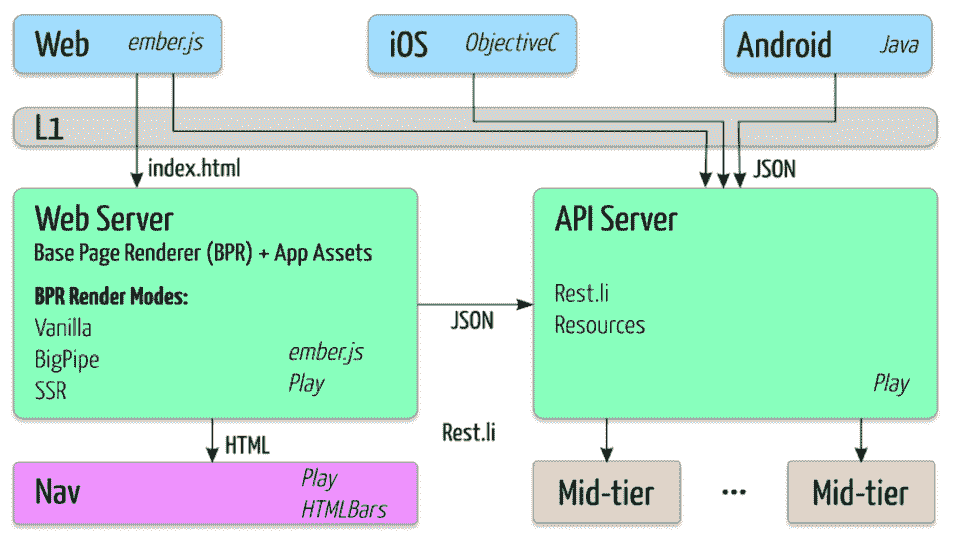 Web ember.js
iOS ObjectiveC
Android Java
L1
index.html
JSON
Web Server
Base Page Renderer (BPR) + App Assets
BPR Render Modes:
Vanilla
BigPipe
SSR
ember.js
Play
JSON
API Server
Rest.li
Resources
Play
HTML
Rest.li
Nav
Play
HTMLBars
Mid-tier
...
Mid-tier